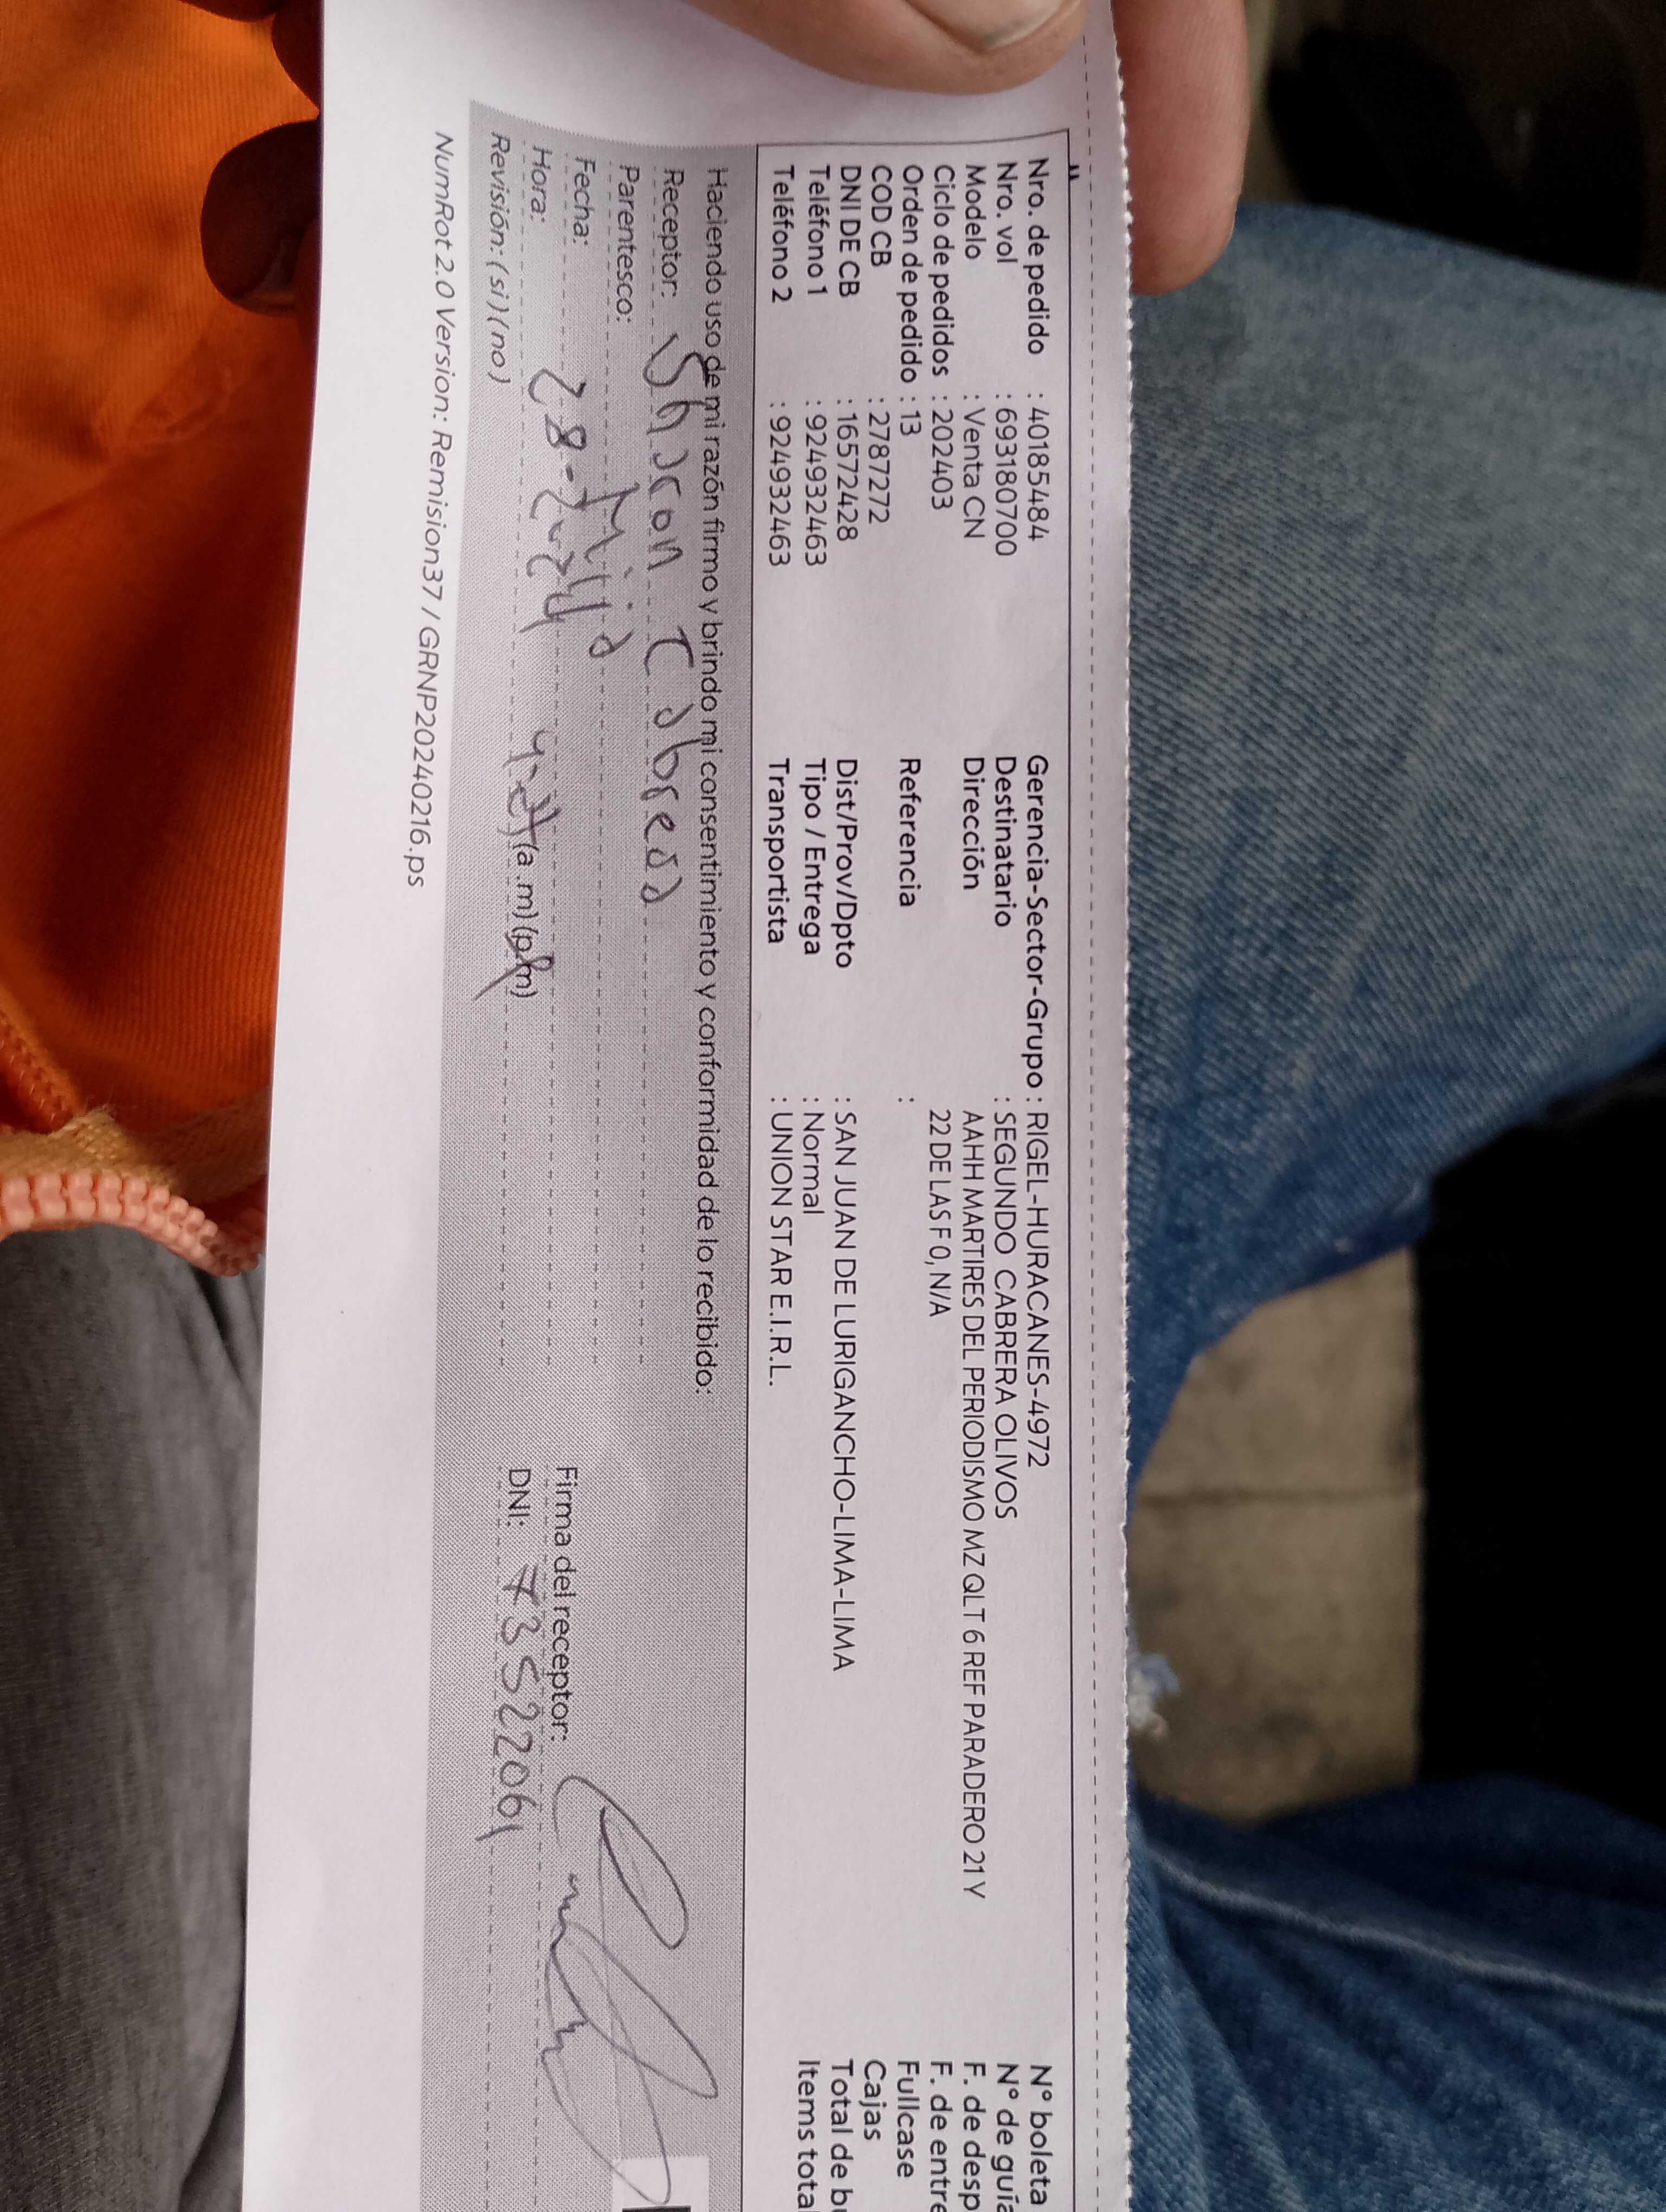 Nro. de pedido : 40185484 Gerencia-Sector-Grupo : RIGEL-HURACANES-4972 N° boleta
Nro. vol : 693180700 Destinatario : SEGUNDO CABRERA OLIVOS N° de guía
Modelo : Venta CN Dirección AAHH MARTIRES DEL PERIODISMO MZ QLT 6 REF PARADERO 21 Y F. de desp
Ciclo de pedidos : 202403 22 DE LAS F 0, N/A F. de entre
Orden de pedido : 13 Referencia : Fullcase
COD CB : 2787272 Cajas
DNI DE CB : 16572428 Dist/Prov/Dpto : SAN JUAN DE LURIGANCHO-LIMA-LIMA Total de bu
Teléfono 1 : 924932463 Tipo / Entrega : Normal Items tota
Teléfono 2 : 924932463 Transportista : UNION STAR E.I.R.L.
Haciendo uso de mi razón firmo y brindo mi consentimiento y conformidad de lo recibido:
Receptor: Sharon Cabrera
Parentesco: Hija
Fecha: 28-2-24 Firma del receptor:
Hora: (a.m) (p.m) DNI: 73522061
Revisión: (si) (no)
NumRot 2.0 Version: Remision37 / GRNP20240216.ps